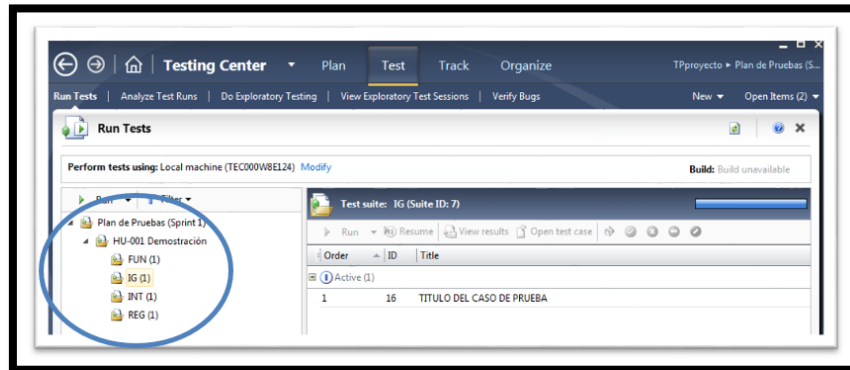 Testing Center Plan Test Track Organize TPproyecto ▸ Plan de Pruebas (S...
Run Tests | Analyze Test Runs | Do Exploratory Testing | View Exploratory Test Sessions | Verify Bugs New Open Items (2)
Run Tests
Perform tests using: Local machine (TEC000W8E124) Modify Build: Build unavailable
Run Filter
Test suite: IG (Suite ID: 7)
Plan de Pruebas (Sprint 1)
Run Resume View results Open test case
HU-001 Demostración
FUN (1)
Order ID Title
IG (1)
Active (1)
INT (1)
1 16 TITULO DEL CASO DE PRUEBA
REG (1)